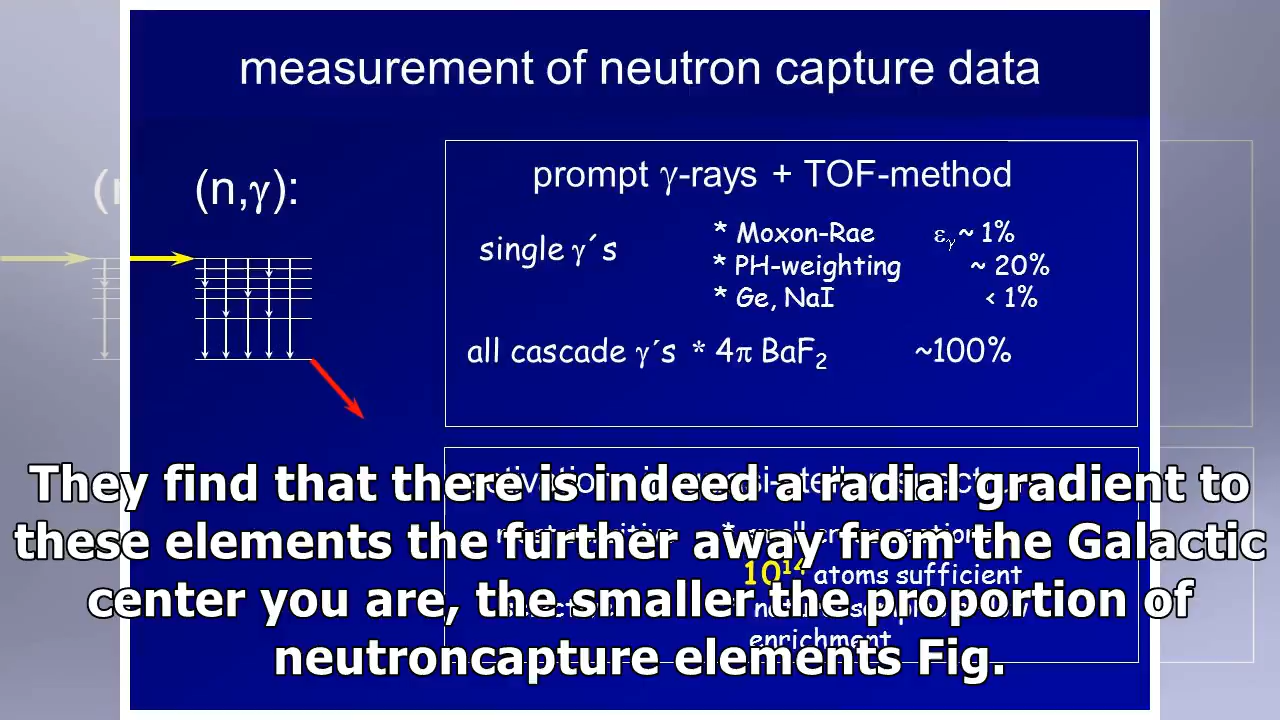 measurement of neutron capture data
(n,γ):
prompt γ-rays + TOF-method
single γ´s
* Moxon-Rae εγ ~ 1%
* PH-weighting ~ 20%
* Ge, NaI < 1%
all cascade γ´s * 4π BaF₂ ~100%
They find that there is indeed a radial gradient to
these elements the further away from the Galactic
10¹⁴ atoms sufficient
center you are, the smaller the proportion of
enrichment
neutroncapture elements Fig.